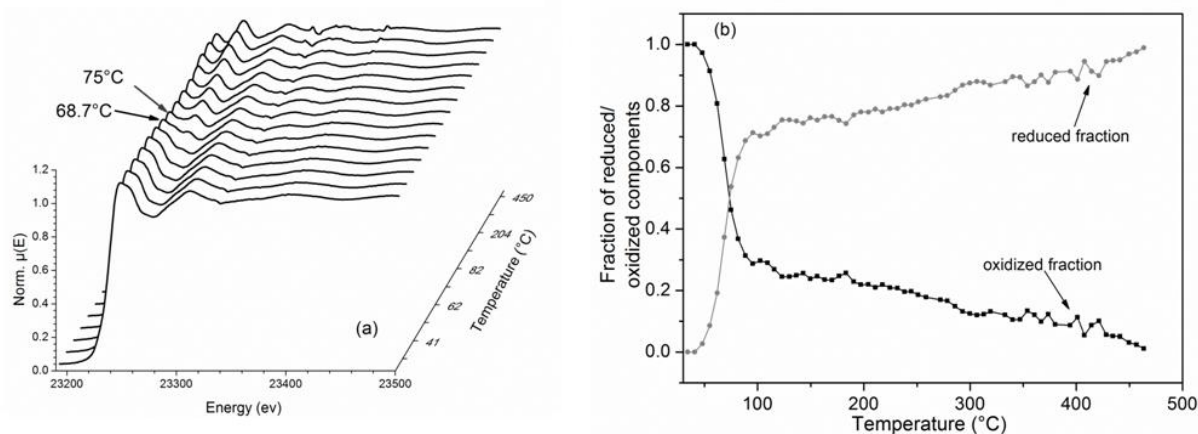 75°C
68.7°C
1.2
1.0
0.8
0.6
0.4
0.2
0.0
Norm. μ(E)
23200
23300
23400
23500
Energy (ev)
450
204
82
62
41
Temperature (°C)
(a)
(b)
1.0
0.8
0.6
0.4
0.2
0.0
Fraction of reduced/
oxidized components
reduced fraction
oxidized fraction
100
200
300
400
500
Temperature (°C)